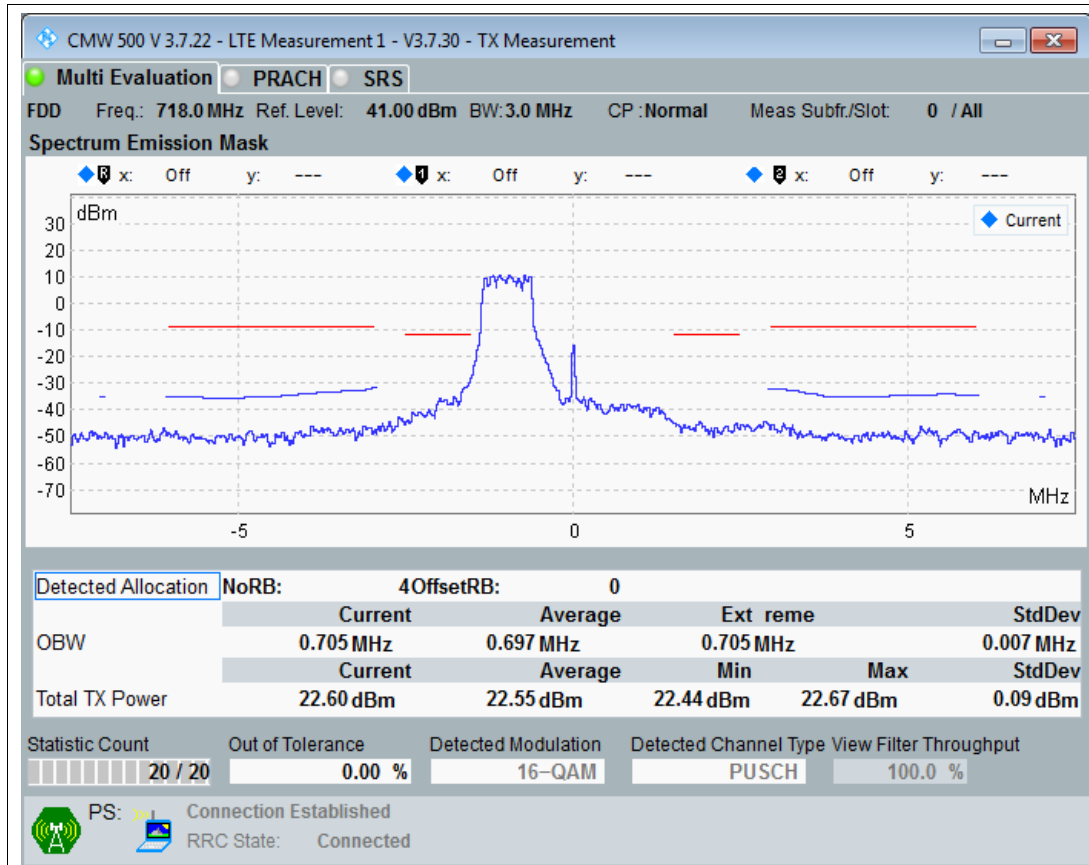 CMW 500 V 3.7.22 - LTE Measurement 1 - V3.7.30 - TX Measurement
Multi Evaluation PRACH SRS
FDD Freq.: 718.0 MHz Ref. Level: 41.00 dBm BW: 3.0 MHz CP : Normal Meas Subfr./Slot: 0 / All
Spectrum Emission Mask
R x: Off y: --- 1 x: Off y: --- 2 x: Off y: ---
dBm
Current
30
20
10
0
-10
-20
-30
-40
-50
-60
-70
MHz
-5 0 5
Detected Allocation NoRB: 4 OffsetRB: 0
Current Average Ext reme StdDev
OBW 0.705 MHz 0.697 MHz 0.705 MHz 0.007 MHz
Current Average Min Max StdDev
Total TX Power 22.60 dBm 22.55 dBm 22.44 dBm 22.67 dBm 0.09 dBm
Statistic Count Out of Tolerance Detected Modulation Detected Channel Type View Filter Throughput
20 / 20 0.00 % 16-QAM PUSCH 100.0 %
PS: Connection Established
RRC State: Connected